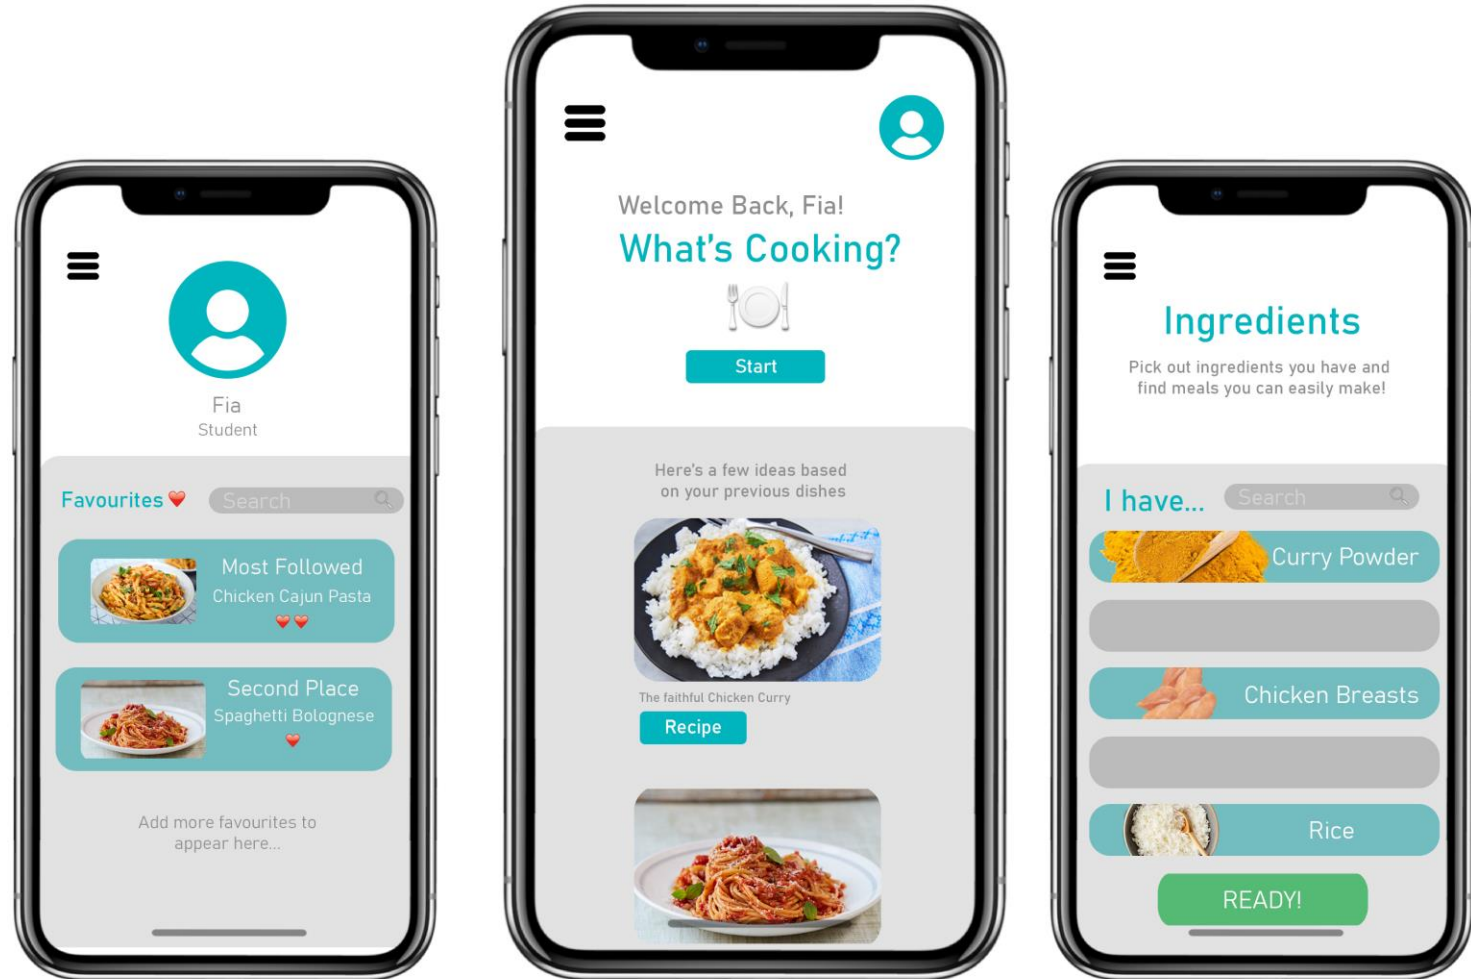 Fia
Student
Favourites
Search
Most Followed
Chicken Cajun Pasta
Second Place
Spaghetti Bolognese
Add more favourites to
appear here...
Welcome Back, Fia!
What's Cooking?
Start
Here's a few ideas based
on your previous dishes
The faithful Chicken Curry
Recipe
Ingredients
Pick out ingredients you have and
find meals you can easily make!
I have...
Search
Curry Powder
Chicken Breasts
Rice
READY!